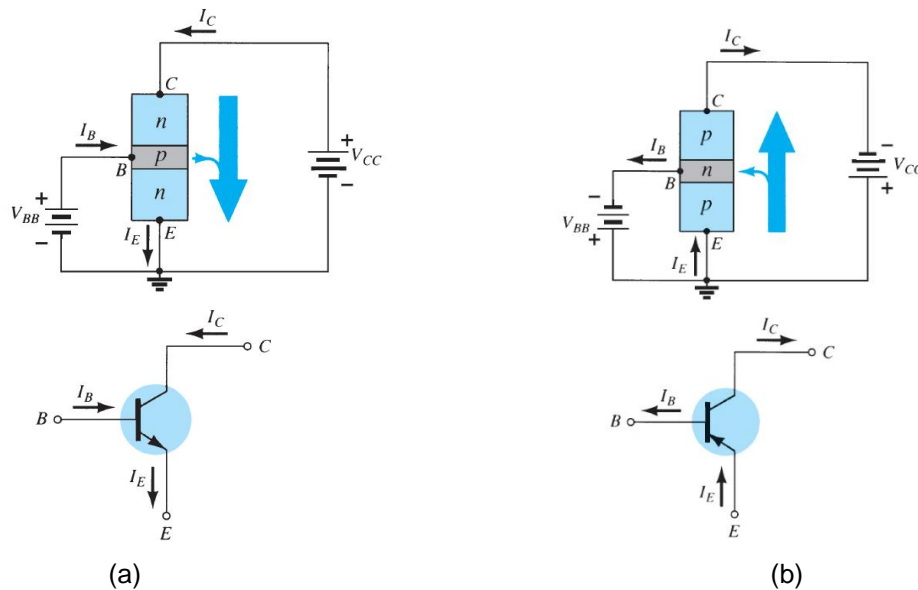 I_C
C
n
I_B
p
B
n
+
V_BB
−
I_E
E
+
V_CC
−
I_C
C
I_B
B
I_E
E
(a)
I_C
C
p
I_B
n
B
p
−
V_BB
+
I_E
E
−
V_CC
+
I_C
C
I_B
B
I_E
E
(b)